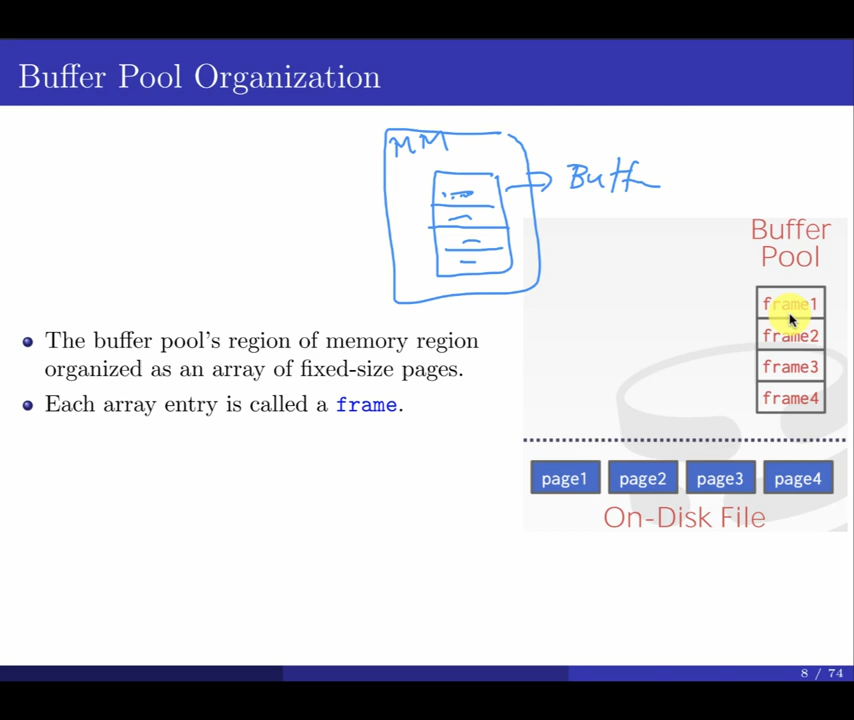 Buffer Pool Organization
MM
Buffer
Buffer
Pool
frame1
frame2
frame3
frame4
The buffer pool's region of memory region
organized as an array of fixed-size pages.
Each array entry is called a frame.
page1 page2 page3 page4
On-Disk File
8 / 74